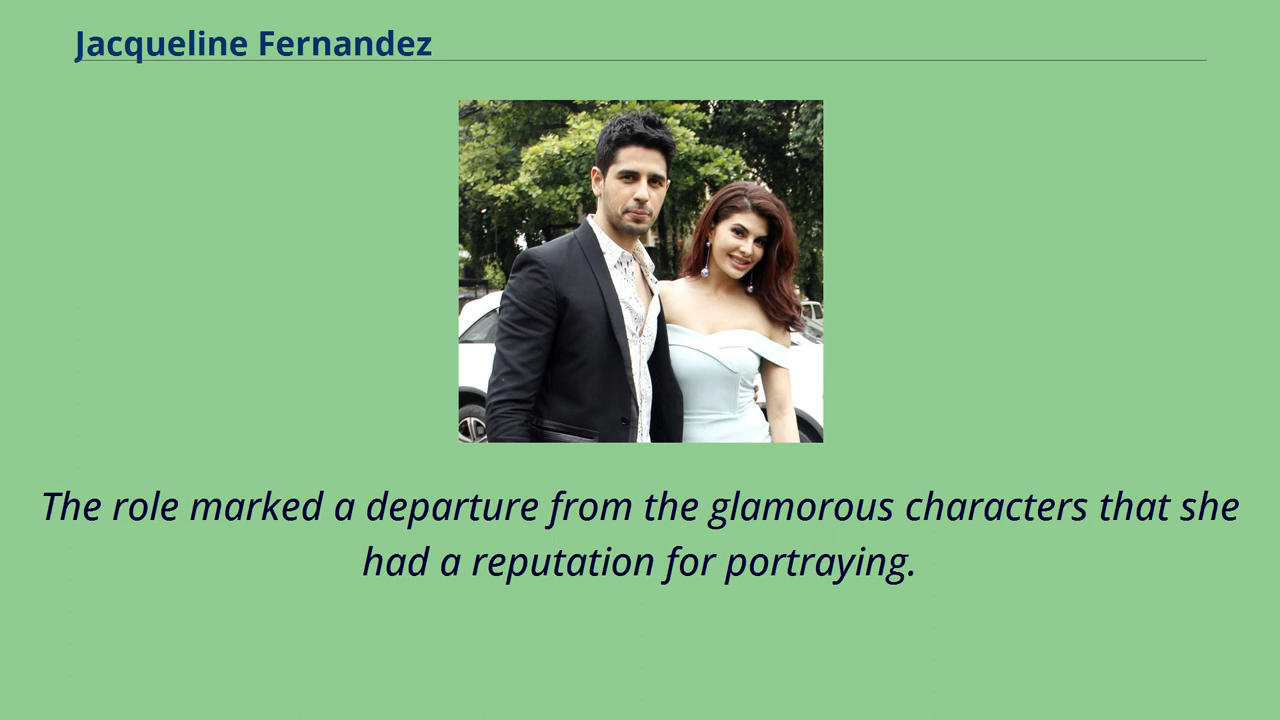 Jacqueline Fernandez
The role marked a departure from the glamorous characters that she
had a reputation for portraying.